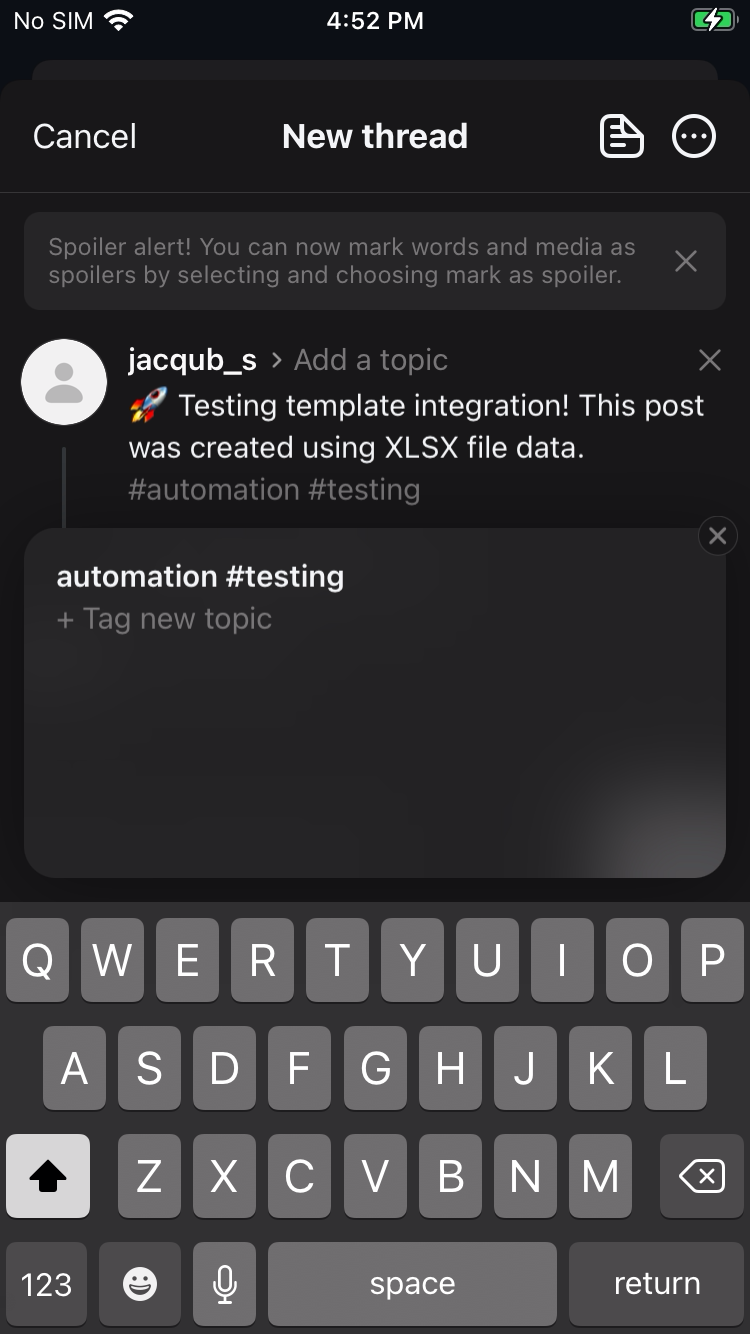 No SIM 4:52 PM
Cancel New thread
Spoiler alert! You can now mark words and media as
spoilers by selecting and choosing mark as spoiler.
jacqub_s > Add a topic
🚀 Testing template integration! This post
was created using XLSX file data.
#automation #testing
automation #testing
+ Tag new topic
Q W E R T Y U I O P
A S D F G H J K L
Z X C V B N M
123 space return